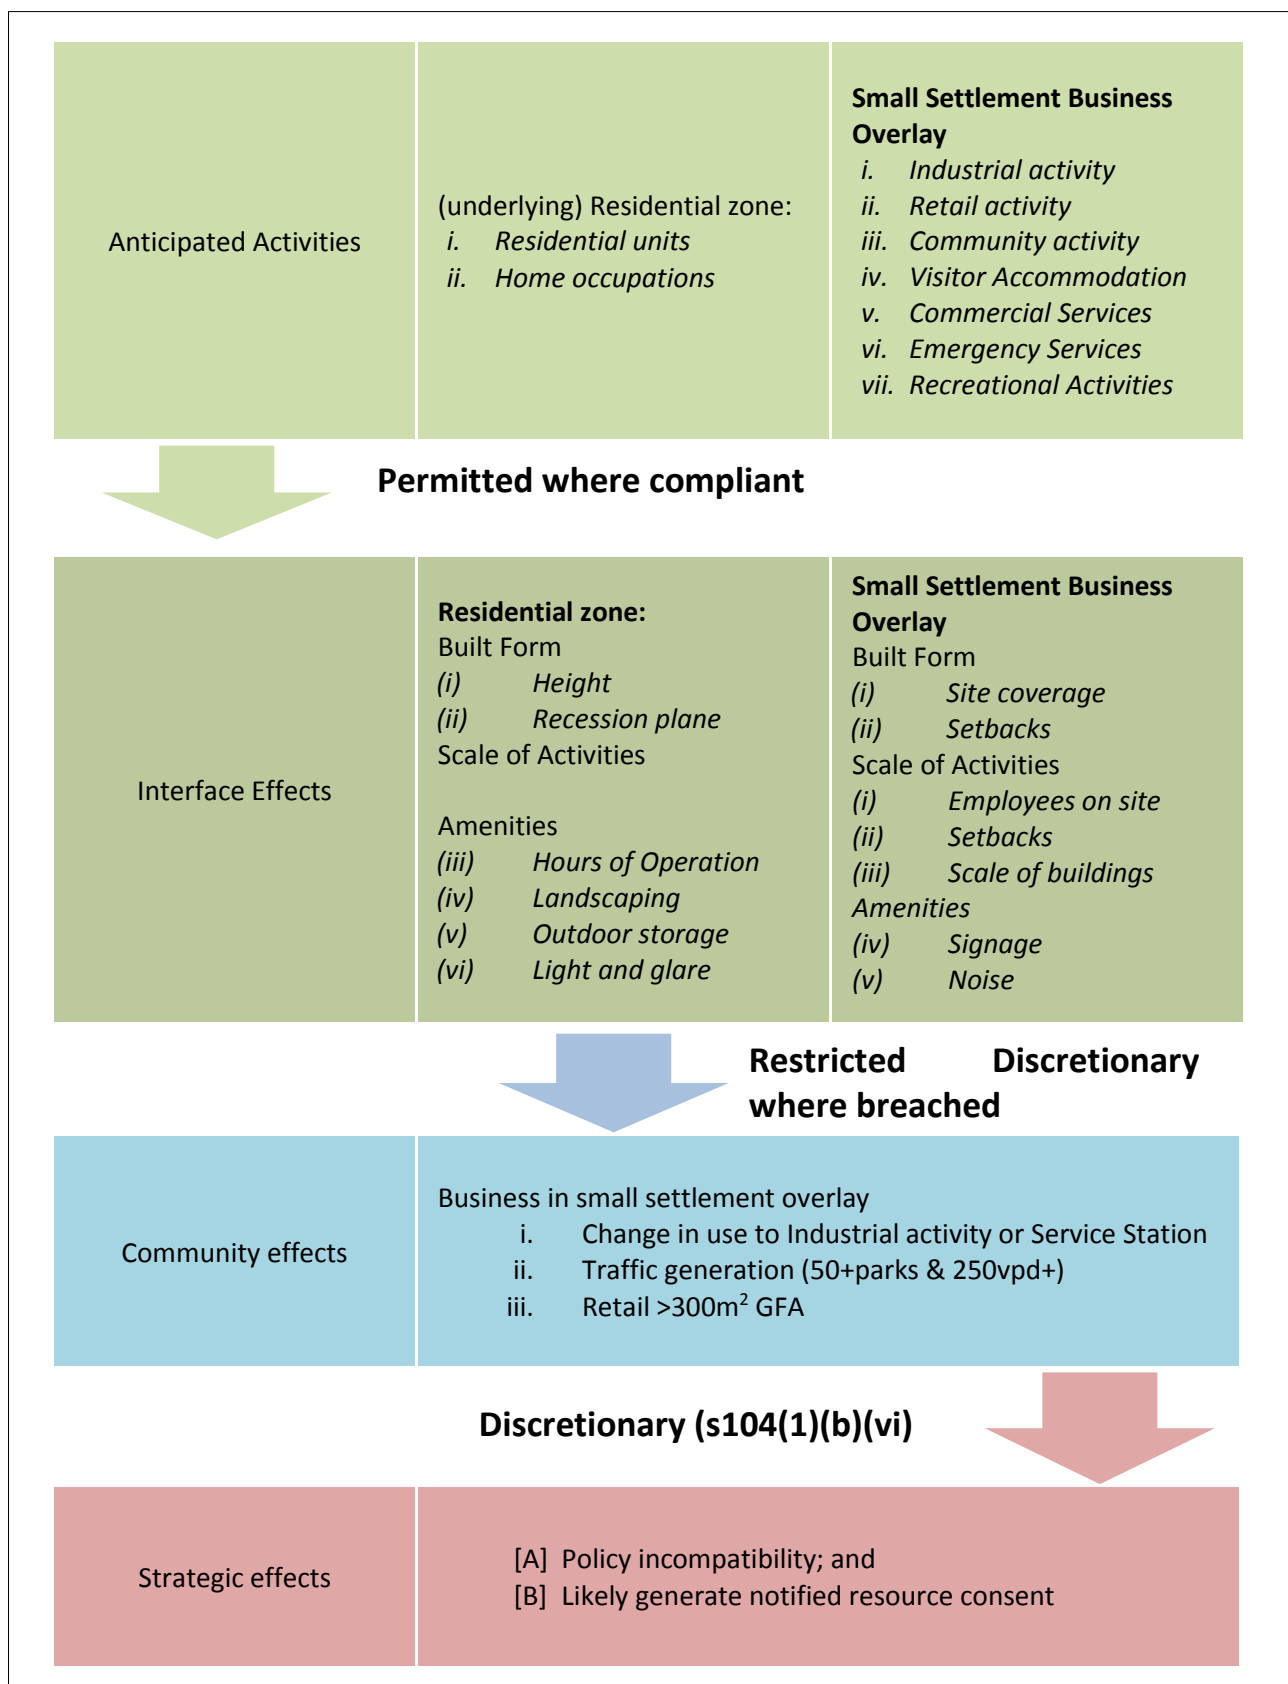 Anticipated Activities
(underlying) Residential zone:
i. Residential units
ii. Home occupations
Small Settlement Business
Overlay
i. Industrial activity
ii. Retail activity
iii. Community activity
iv. Visitor Accommodation
v. Commercial Services
vi. Emergency Services
vii. Recreational Activities
Permitted where compliant
Interface Effects
Residential zone:
Built Form
(i) Height
(ii) Recession plane
Scale of Activities
Amenities
(iii) Hours of Operation
(iv) Landscaping
(v) Outdoor storage
(vi) Light and glare
Small Settlement Business
Overlay
Built Form
(i) Site coverage
(ii) Setbacks
Scale of Activities
(i) Employees on site
(ii) Setbacks
(iii) Scale of buildings
Amenities
(iv) Signage
(v) Noise
Restricted Discretionary
where breached
Community effects
Business in small settlement overlay
i. Change in use to Industrial activity or Service Station
ii. Traffic generation (50+parks & 250vpd+)
iii. Retail >300m² GFA
Discretionary (s104(1)(b)(vi)
Strategic effects
[A] Policy incompatibility; and
[B] Likely generate notified resource consent